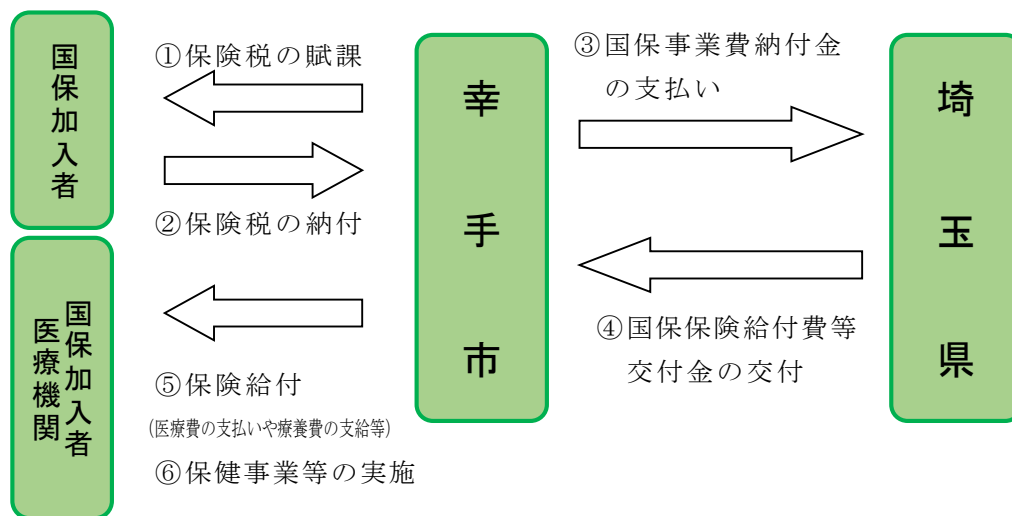 国保加入者
①保険税の賦課
②保険税の納付
幸手市
③国保事業費納付金
の支払い
埼玉県
④国保保険給付費等
交付金の交付
国保加入者
医療機関
⑤保険給付
(医療費の支払いや療養費の支給等)
⑥保健事業等の実施